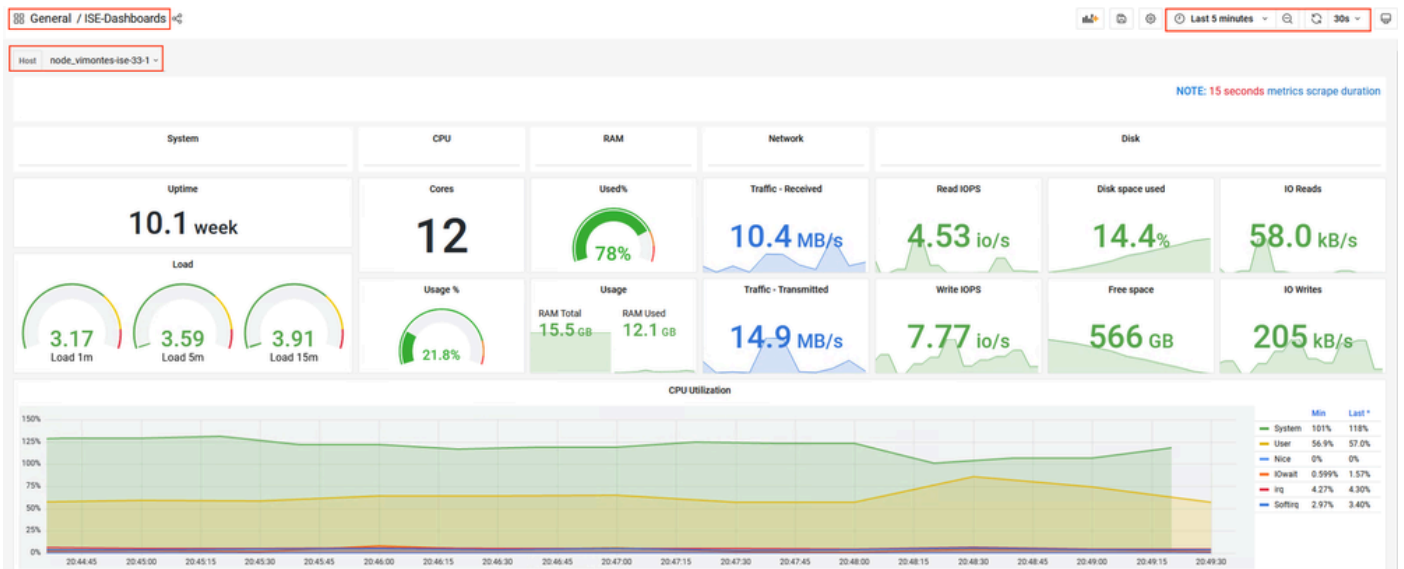 General / ISE-Dashboards
Last 5 minutes
30s
Host node_vimontes-ise-33-1
NOTE: 15 seconds metrics scrape duration
System CPU RAM Network Disk
Uptime
10.1 week
Cores
12
Used%
78%
Traffic - Received
10.4 MB/s
Read IOPS
4.53 io/s
Disk space used
14.4%
IO Reads
58.0 kB/s
Load
3.17
Load 1m
3.59
Load 5m
3.91
Load 15m
Usage %
21.8%
Usage
RAM Total
15.5 GB
RAM Used
12.1 GB
Traffic - Transmitted
14.9 MB/s
Write IOPS
7.77 io/s
Free space
566 GB
IO Writes
205 kB/s
CPU Utilization
150%
125%
100%
75%
50%
25%
0%
20:44:45 20:45:00 20:45:15 20:45:30 20:45:45 20:46:00 20:46:15 20:46:30 20:46:45 20:47:00 20:47:15 20:47:30 20:47:45 20:48:00 20:48:15 20:48:30 20:48:45 20:49:00 20:49:15 20:49:30
Min Last *
System 101% 118%
User 56.9% 57.0%
Nice 0% 0%
IOwait 0.599% 1.57%
irq 4.27% 4.30%
Softirq 2.97% 3.40%